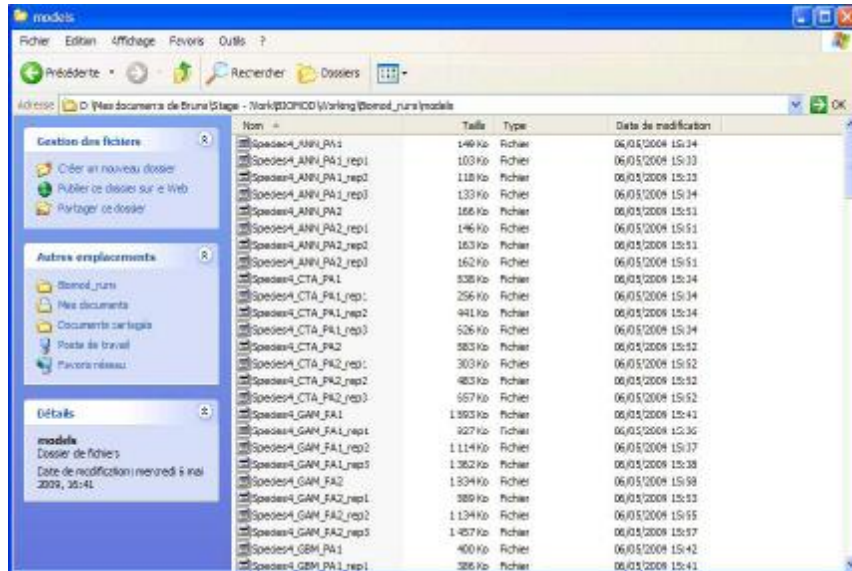 models
Fichier Edition Affichage Favoris Outils ?
Précédente Rechercher Dossiers
Adresse D:\Mes documents de Bruno\Stage - Work\BIOMOD\Working\Biomod_runs\models OK
Gestion des fichiers
Créer un nouveau dossier
Publier ce dossier sur le Web
Partager ce dossier
Autres emplacements
Biomod_runs
Mes documents
Documents partagés
Poste de travail
Favoris réseau
Détails
models
Dossier de fichiers
Date de modification : mercredi 6 mai
2009, 16:41
Nom Taille Type Date de modification
Species4_ANN_PA1 149 Ko Fichier 06/05/2009 15:34
Species4_ANN_PA1_rep1 103 Ko Fichier 06/05/2009 15:33
Species4_ANN_PA1_rep2 118 Ko Fichier 06/05/2009 15:33
Species4_ANN_PA1_rep3 133 Ko Fichier 06/05/2009 15:34
Species4_ANN_PA2 166 Ko Fichier 06/05/2009 15:51
Species4_ANN_PA2_rep1 146 Ko Fichier 06/05/2009 15:51
Species4_ANN_PA2_rep2 163 Ko Fichier 06/05/2009 15:51
Species4_ANN_PA2_rep3 162 Ko Fichier 06/05/2009 15:51
Species4_CTA_PA1 538 Ko Fichier 06/05/2009 15:34
Species4_CTA_PA1_rep1 256 Ko Fichier 06/05/2009 15:34
Species4_CTA_PA1_rep2 441 Ko Fichier 06/05/2009 15:34
Species4_CTA_PA1_rep3 526 Ko Fichier 06/05/2009 15:34
Species4_CTA_PA2 583 Ko Fichier 06/05/2009 15:52
Species4_CTA_PA2_rep1 303 Ko Fichier 06/05/2009 15:52
Species4_CTA_PA2_rep2 483 Ko Fichier 06/05/2009 15:52
Species4_CTA_PA2_rep3 557 Ko Fichier 06/05/2009 15:52
Species4_GAM_PA1 1 593 Ko Fichier 06/05/2009 15:41
Species4_GAM_PA1_rep1 927 Ko Fichier 06/05/2009 15:36
Species4_GAM_PA1_rep2 1 114 Ko Fichier 06/05/2009 15:37
Species4_GAM_PA1_rep3 1 362 Ko Fichier 06/05/2009 15:38
Species4_GAM_PA2 1 334 Ko Fichier 06/05/2009 15:58
Species4_GAM_PA2_rep1 Fichier 06/05/2009 15:53
Species4_GAM_PA2_rep2 1 134 Ko Fichier 06/05/2009 15:55
Species4_GAM_PA2_rep3 1 457 Ko Fichier 06/05/2009 15:57
Species4_GBM_PA1 400 Ko Fichier 06/05/2009 15:42
Species4_GBM_PA1_rep1 386 Ko Fichier 06/05/2009 15:41